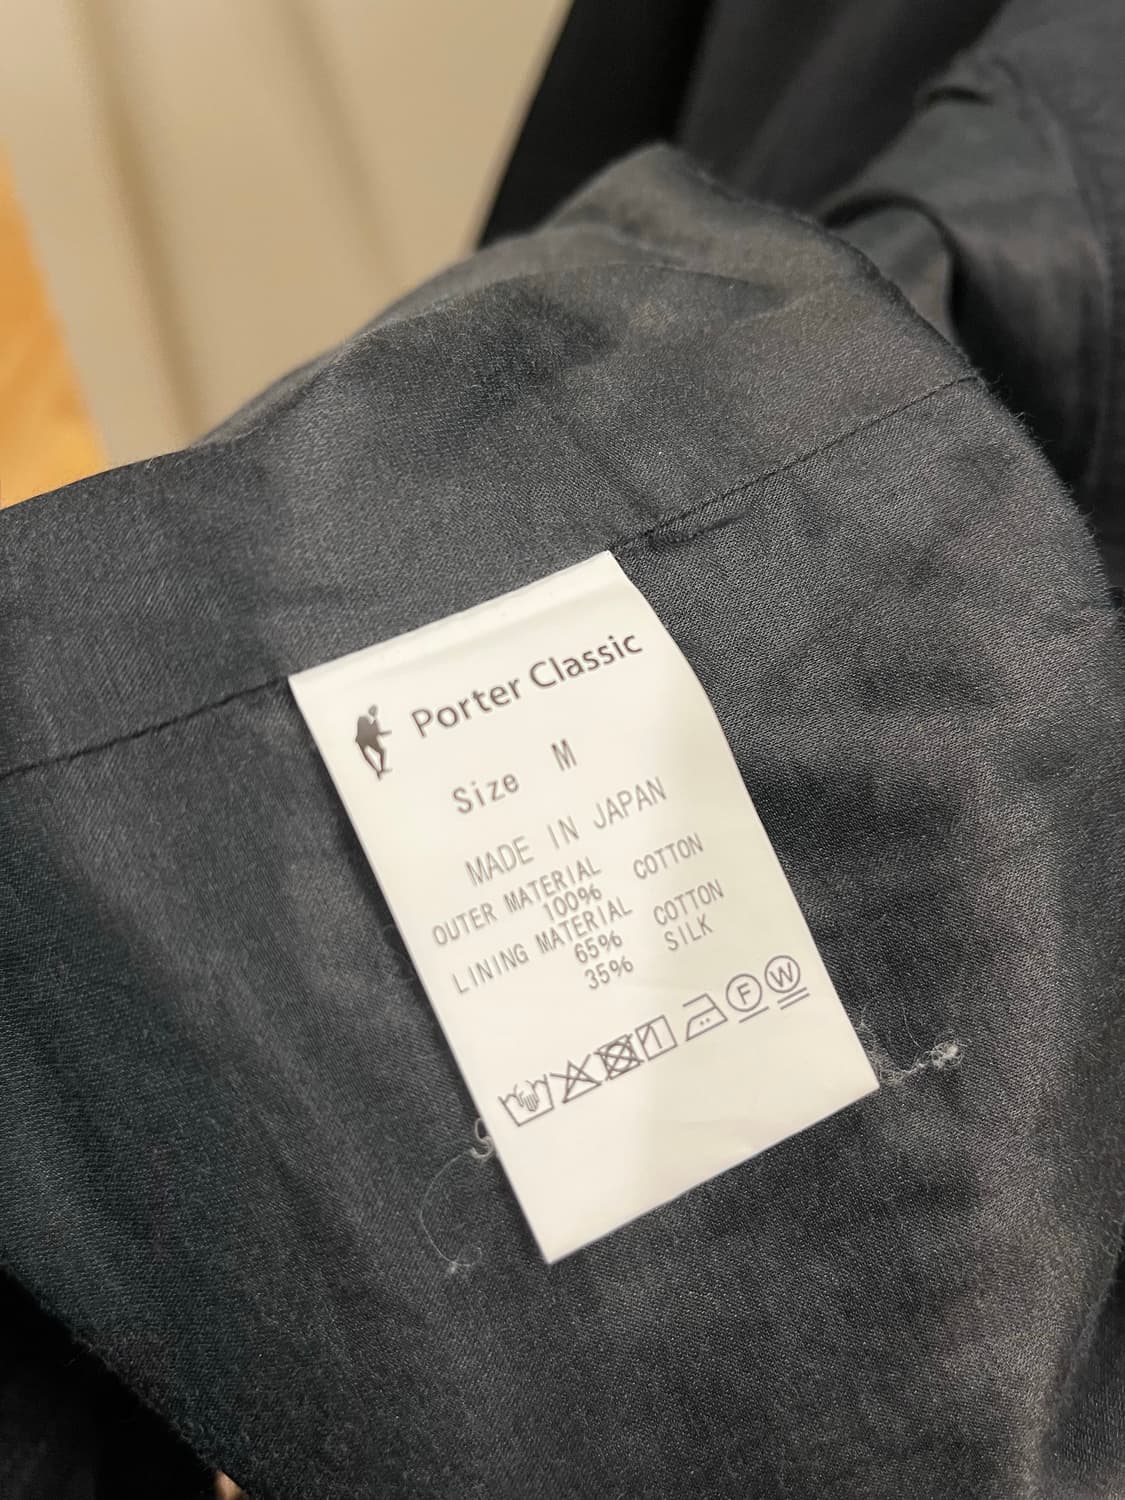 Porter Classic
Size M
MADE IN JAPAN
OUTER MATERIAL
100% COTTON
LINING MATERIAL
65% COTTON
35% SILK
F W